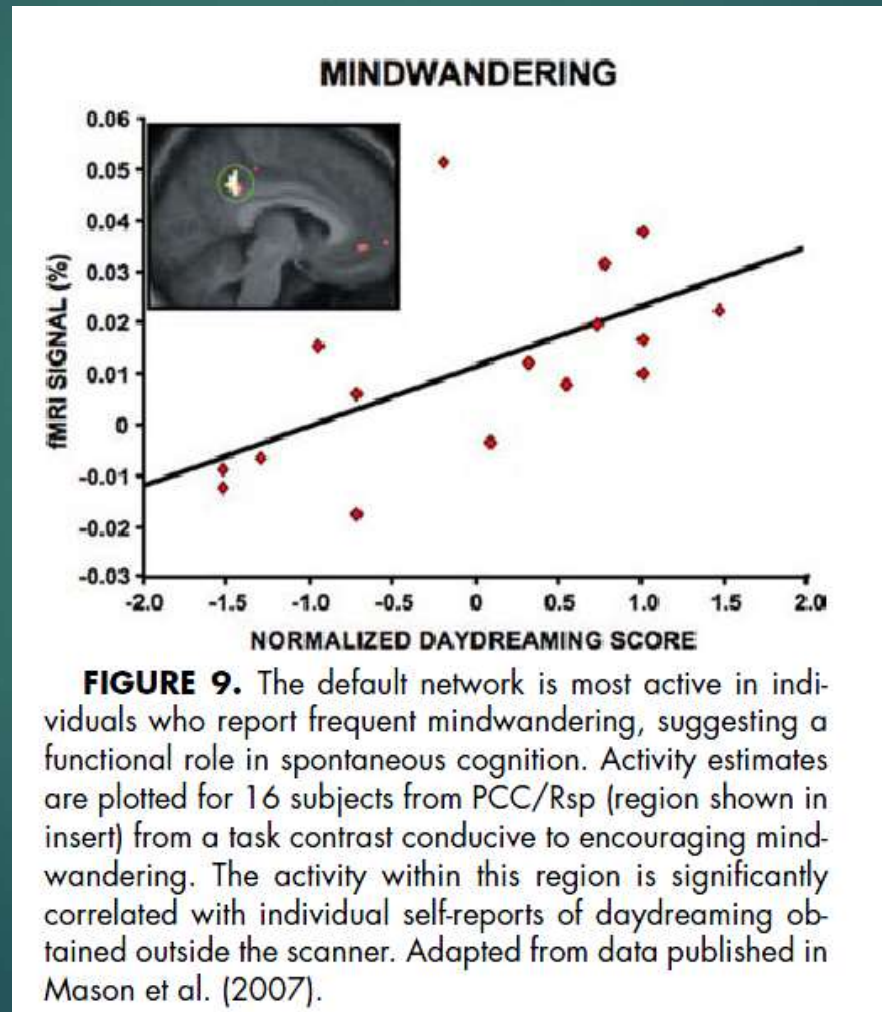 MINDWANDERING
0.06
0.05
0.04
0.03
0.02
0.01
0
-0.01
-0.02
-0.03
fMRI SIGNAL (%)
-2.0 -1.5 -1.0 -0.5 0 0.5 1.0 1.5 2.0
NORMALIZED DAYDREAMING SCORE
FIGURE 9. The default network is most active in indi-
viduals who report frequent mindwandering, suggesting a
functional role in spontaneous cognition. Activity estimates
are plotted for 16 subjects from PCC/Rsp (region shown in
insert) from a task contrast conducive to encouraging mind-
wandering. The activity within this region is significantly
correlated with individual self-reports of daydreaming ob-
tained outside the scanner. Adapted from data published in
Mason et al. (2007).